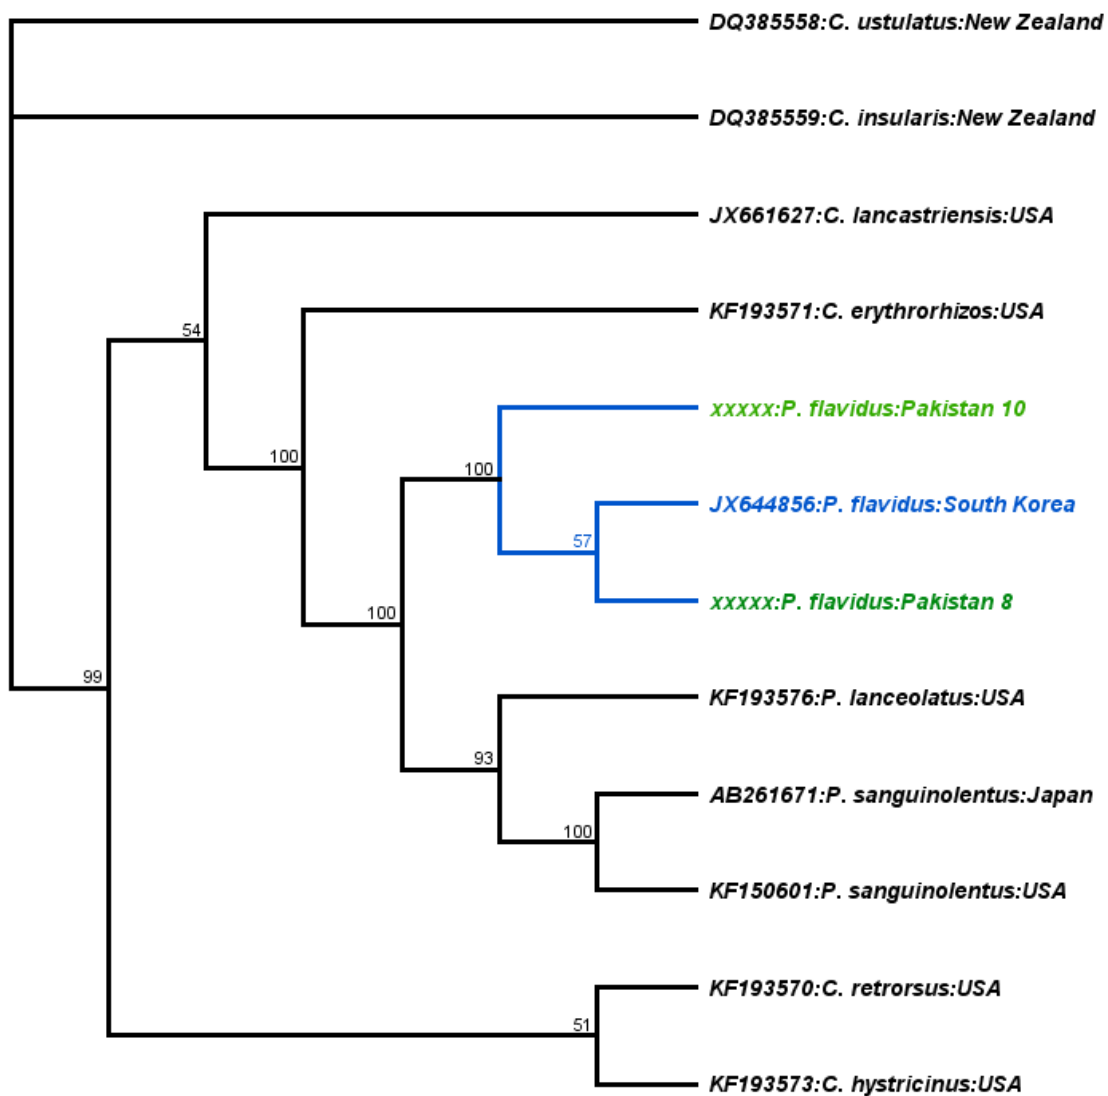 DQ385558:C. ustulatus:New Zealand
DQ385559:C. insularis:New Zealand
JX661627:C. lancastriensis:USA
KF193571:C. erythrorhizos:USA
54
xxxxx:P. flavidus:Pakistan 10
100
100
JX644856:P. flavidus:South Korea
57
xxxxx:P. flavidus:Pakistan 8
100
99
KF193576:P. lanceolatus:USA
93
AB261671:P. sanguinolentus:Japan
100
KF150601:P. sanguinolentus:USA
KF193570:C. retrorsus:USA
51
KF193573:C. hystricinus:USA